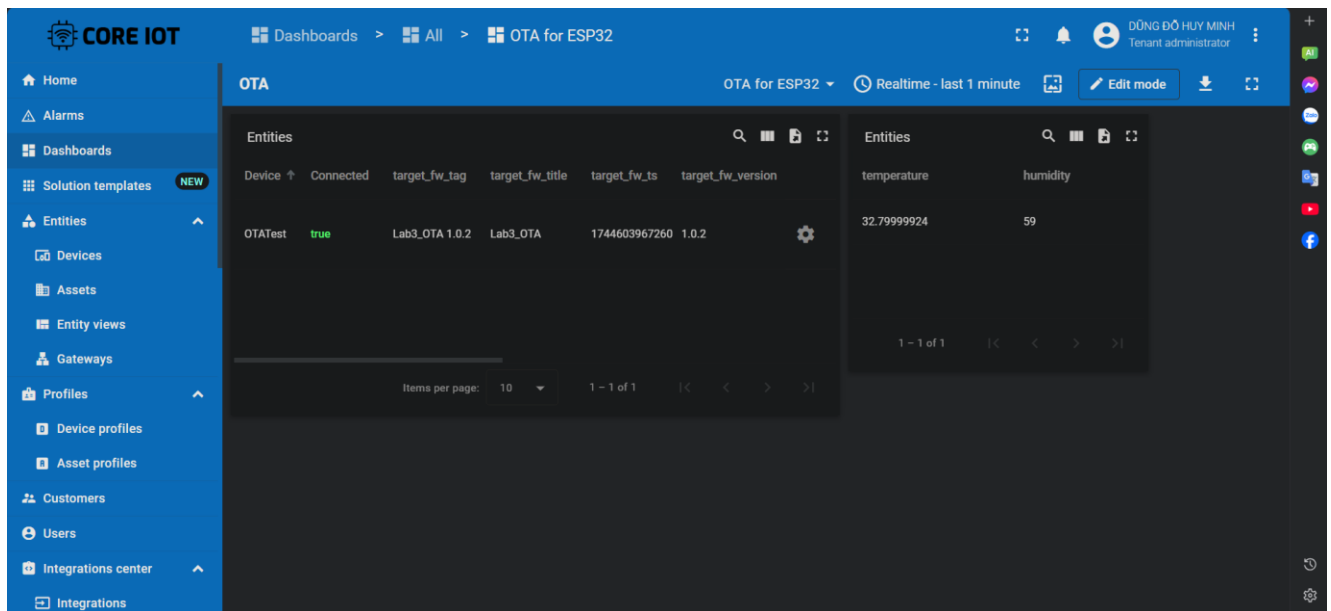 CORE IOT
Dashboards > All > OTA for ESP32
DŨNG ĐỖ HUY MINH
Tenant administrator
Home
Alarms
Dashboards
Solution templates NEW
Entities
Devices
Assets
Entity views
Gateways
Profiles
D Device profiles
A Asset profiles
Customers
Users
Integrations center
Integrations
OTA
OTA for ESP32
Realtime - last 1 minute
Edit mode
Entities
Device Connected target_fw_tag target_fw_title target_fw_ts target_fw_version
OTATest true Lab3_OTA 1.0.2 Lab3_OTA 1744603967260 1.0.2
Items per page: 10 1 – 1 of 1
Entities
temperature humidity
32.79999924 59
1 – 1 of 1
AI
Zalo